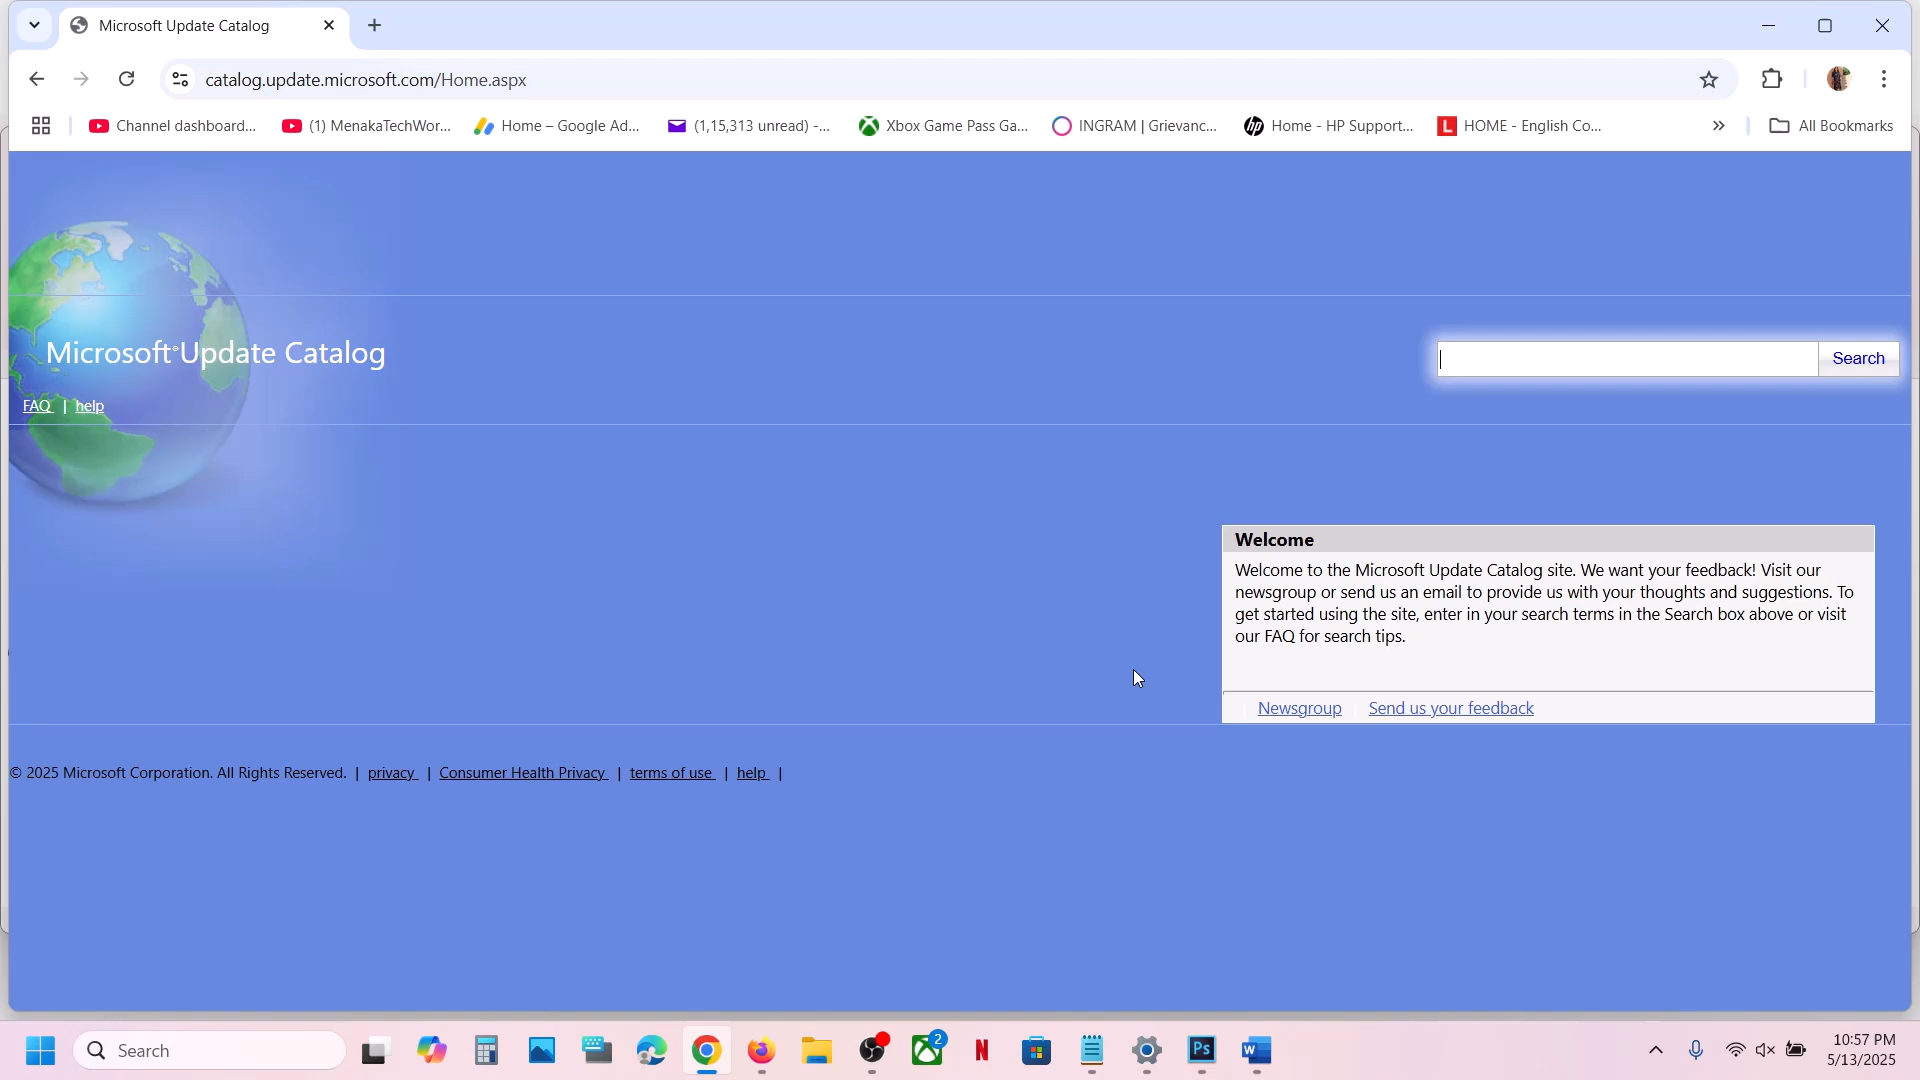 Microsoft Update Catalog
catalog.update.microsoft.com/Home.aspx
Channel dashboard...
(1) MenakaTechWor...
Home – Google Ad...
(1,15,313 unread) -...
Xbox Game Pass Ga...
INGRAM | Grievanc...
Home - HP Support...
HOME - English Co...
All Bookmarks
Microsoft®Update Catalog
Search
FAQ | help
Welcome
Welcome to the Microsoft Update Catalog site. We want your feedback! Visit our
newsgroup or send us an email to provide us with your thoughts and suggestions. To
get started using the site, enter in your search terms in the Search box above or visit
our FAQ for search tips.
Newsgroup
Send us your feedback
© 2025 Microsoft Corporation. All Rights Reserved. | privacy | Consumer Health Privacy | terms of use | help |
Search
2
Ps
10:57 PM
5/13/2025